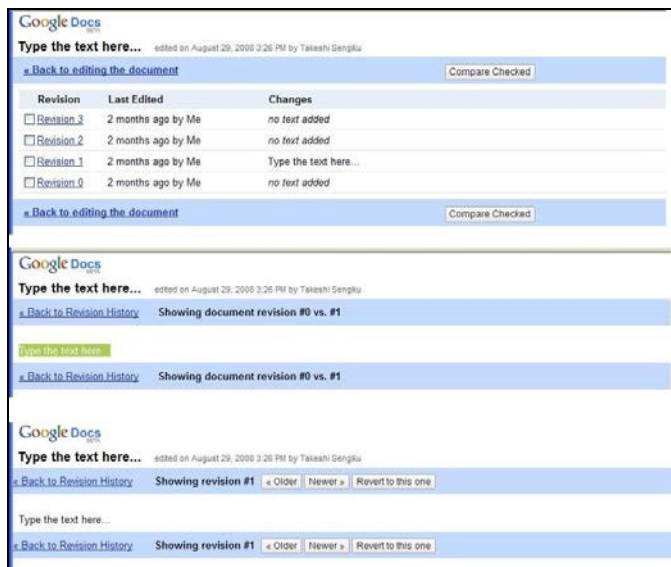 Google Docs
BETA
Type the text here... edited on August 29, 2008 3:26 PM by Takeshi Sengiku
« Back to editing the document Compare Checked
Revision Last Edited Changes
Revision 3 2 months ago by Me no text added
Revision 2 2 months ago by Me no text added
Revision 1 2 months ago by Me Type the text here...
Revision 0 2 months ago by Me no text added
« Back to editing the document Compare Checked
Google Docs
BETA
Type the text here... edited on August 29, 2008 3:26 PM by Takeshi Sengiku
« Back to Revision History Showing document revision #0 vs. #1
Type the text here...
« Back to Revision History Showing document revision #0 vs. #1
Google Docs
BETA
Type the text here... edited on August 29, 2008 3:26 PM by Takeshi Sengiku
« Back to Revision History Showing revision #1 « Older Newer » Revert to this one
Type the text here...
« Back to Revision History Showing revision #1 « Older Newer » Revert to this one